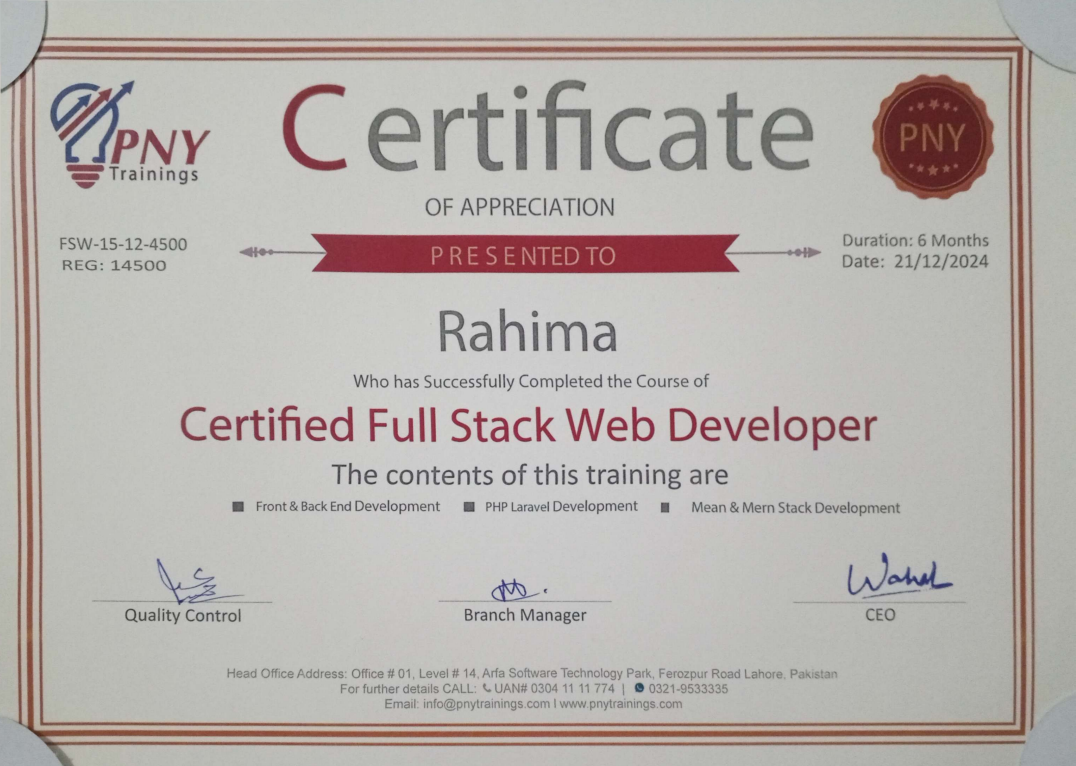 PNY
Trainings
Certificate
PNY
OF APPRECIATION
FSW-15-12-4500
REG: 14500
PRESENTED TO
Duration: 6 Months
Date: 21/12/2024
Rahima
Who has Successfully Completed the Course of
Certified Full Stack Web Developer
The contents of this training are
Front & Back End Development PHP Laravel Development Mean & Mern Stack Development
Wahel
Quality Control Branch Manager CEO
Head Office Address: Office # 01, Level # 14, Arfa Software Technology Park, Ferozpur Road Lahore. Pakistan
For further details CALL: UAN# 0304 11 11 774 | 0321-9533335
Email: info@pnytrainings.com I www.pnytrainings.com